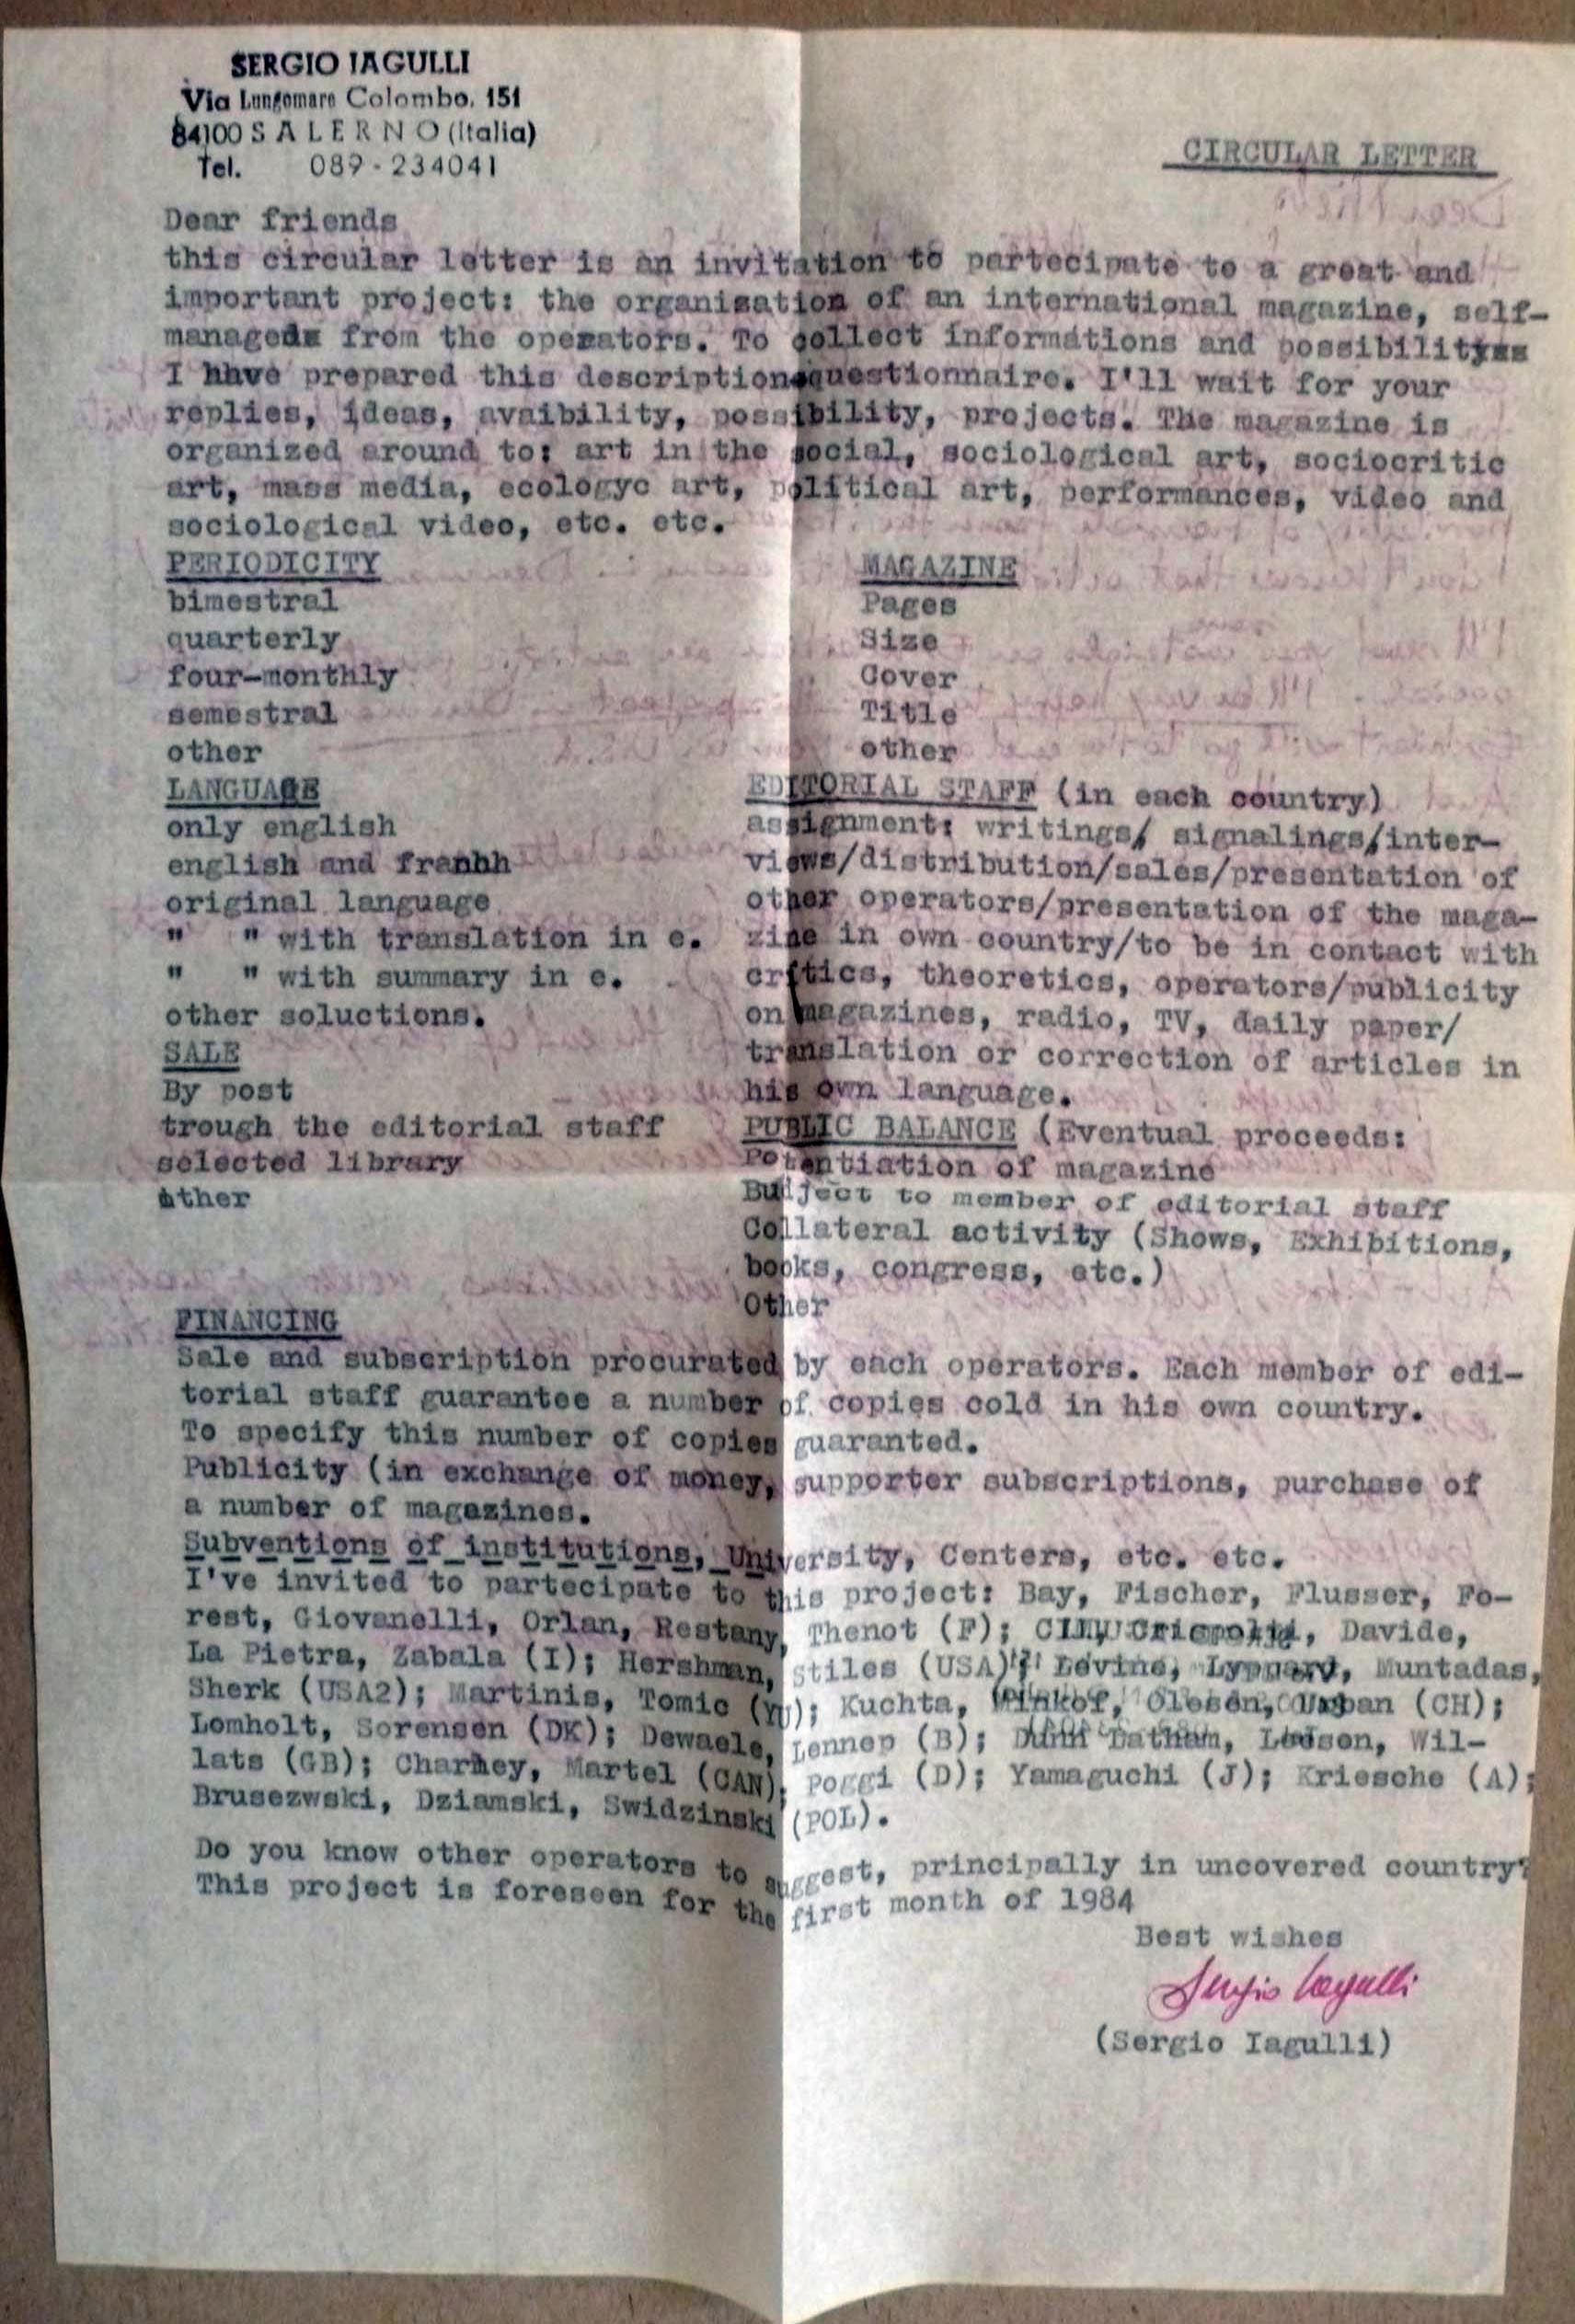 SERGIO IAGULLI
Via Lungomare Colombo, 151
84100 SALERNO (Italia)
Tel. 089-234041
CIRCULAR LETTER
Dear friends
this circular letter is an invitation to partecipate to a great and
important project: the organisation of an international magazine, self-
managed from the operators. To collect informations and possibility
I have prepared this description questionnaire. I'll wait for your
replies, ideas, avaibility, possibility, projects. The magazine is
organized around to: art in the social, sociological art, sociocritic
art, mass media, ecologyc art, political art, performances, video and
sociological video, etc. etc.
PERIODICITY
bimestral
quarterly
four-monthly
semestral
other
LANGUAGE
only english
english and franhh
original language
" " with translation in e.
" " with summary in e.
other soluctions.
SALE
By post
trough the editorial staff
selected library
other
MAGAZINE
Pages
Size
Cover
Title
other
EDITORIAL STAFF (in each country)
assignment: writings/ signalings/inter-
views/distribution/sales/presentation of
other operators/presentation of the maga-
zine in own country/to be in contact with
critics, theoretics, operators/publicity
on magazines, radio, TV, daily paper/
translation or correction of articles in
his own language.
PUBLIC BALANCE (Eventual proceeds:
Potentiation of magazine
Budject to member of editorial staff
Collateral activity (Shows, Exhibitions,
books, congress, etc.)
Other
FINANCING
Sale and subscription procurated by each operators. Each member of edi-
torial staff guarantee a number of copies cold in his own country.
To specify this number of copies guaranted.
Publicity (in exchange of money, supporter subscriptions, purchase of
a number of magazines.
Subventions of institutions, University, Centers, etc. etc.
I've invited to partecipate to this project: Bay, Fischer, Flusser, Fo-
rest, Giovanelli, Orlan, Restany, Thenot (F); Crispolti, Davide,
La Pietra, Zabala (I); Hershman, Stiles (USA); Levine, Lyppard, Muntadas,
Sherk (USA2); Martinis, Tomic (YU); Kuchta, Minkof, Olesen, Urban (CH);
Lomholt, Sorensen (DK); Dewaele, Lennep (B); Dunn Latham, Leeson, Wil-
lats (GB); Charney, Martel (CAN); Poggi (D); Yamaguchi (J); Kriesche (A);
Brusezwski, Dziamski, Swidzinski (POL).
Do you know other operators to suggest, principally in uncovered country?
This project is foreseen for the first month of 1984
Best wishes
Sergio Iagulli
(Sergio Iagulli)